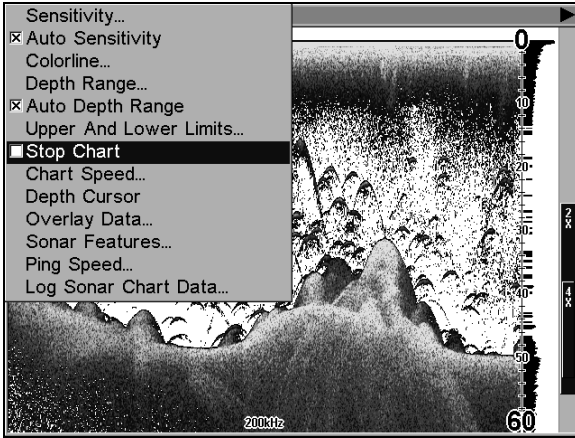 Sensitivity...
Auto Sensitivity
Colorline...
Depth Range...
Auto Depth Range
Upper And Lower Limits...
Stop Chart
Chart Speed...
Depth Cursor
Overlay Data...
Sonar Features...
Ping Speed...
Log Sonar Chart Data...
0
10
20
30
40
50
60
200kHz
2X
4X